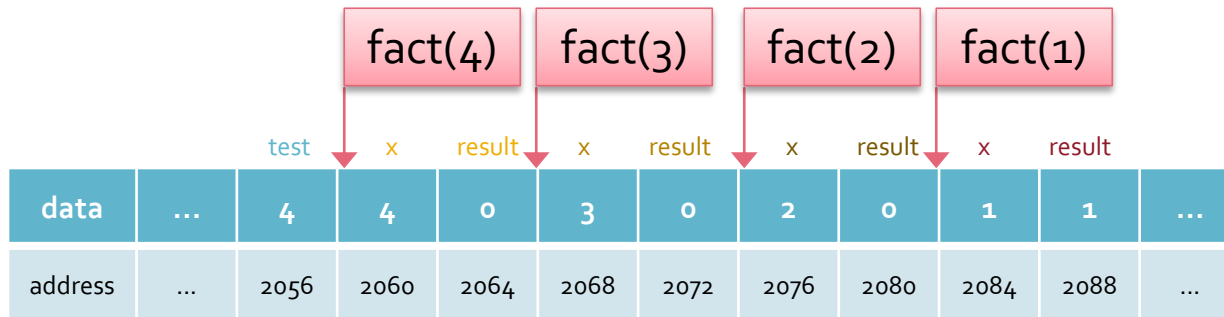 fact(4) fact(3) fact(2) fact(1)
test x result x result x result x result
data ... 4 4 0 3 0 2 0 1 1 ...
address ... 2056 2060 2064 2068 2072 2076 2080 2084 2088 ...